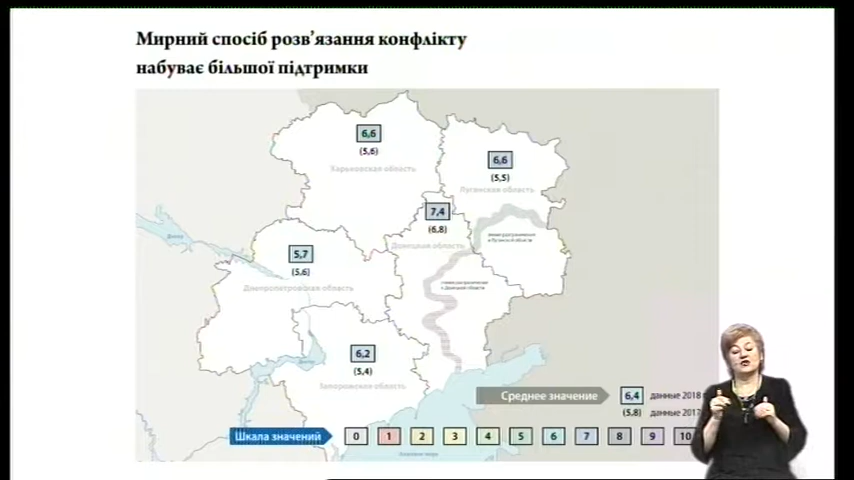 Мирний спосіб розв’язання конфлікту
набуває більшої підтримки
6,6
(5,6)
Харьковская область
6,6
(5,5)
Луганская область
7,4
(6,8)
Донецкая область
5,7
(5,6)
Днепропетровская область
6,2
(5,4)
Запорожская область
Среднее значение
6,4 данные 2018
(5,8) данные 2017
Шкала значений 0 1 2 3 4 5 6 7 8 9 10